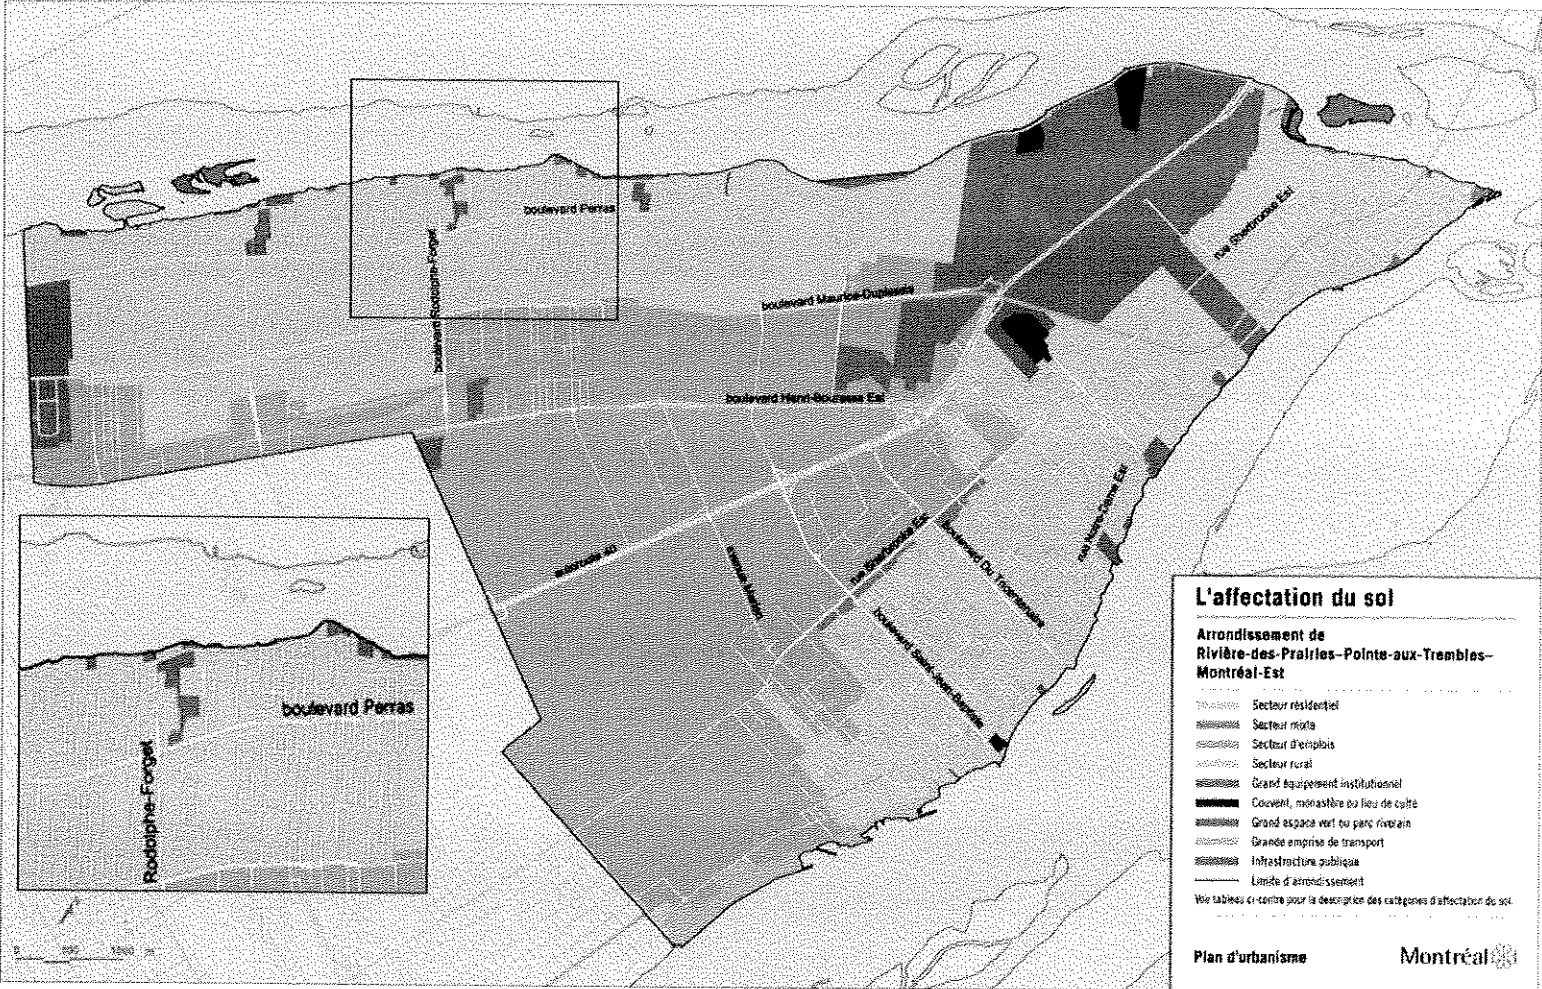 boulevard Perras
rue Sherbrooke Est
boulevard Rodolphe-Forget
boulevard Maurice-Duplessis
boulevard Henri-Bourassa Est
rue Notre-Dame Est
autoroute 40
avenue Marien
rue Sherbrooke Est
boulevard Du Tricentenaire
boulevard Saint-Jean-Baptiste
boulevard Perras
Rodolphe-Forget
0 500 1000 m
L'affectation du sol
Arrondissement de
Rivière-des-Prairies–Pointe-aux-Trembles–
Montréal-Est
Secteur résidentiel
Secteur mixte
Secteur d'emplois
Secteur rural
Grand équipement institutionnel
Couvent, monastère ou lieu de culte
Grand espace vert ou parc riverain
Grande emprise de transport
Infrastructure publique
Limite d'arrondissement
Voir tableau ci-contre pour la description des catégories d'affectation du sol.
Plan d'urbanisme
Montréal